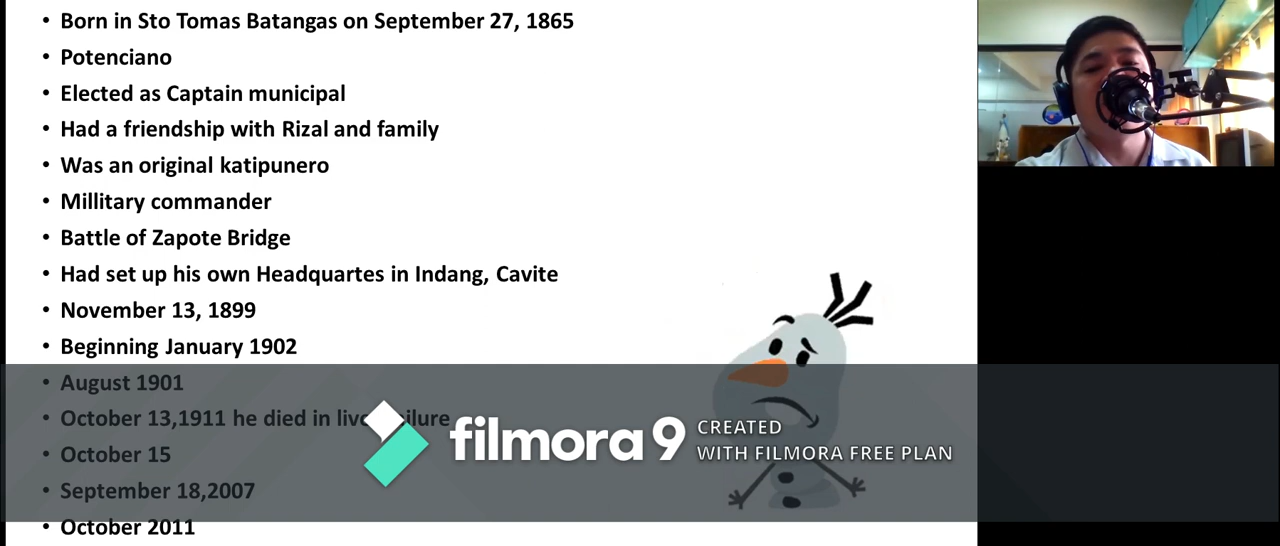 • Born in Sto Tomas Batangas on September 27, 1865
• Potenciano
• Elected as Captain municipal
• Had a friendship with Rizal and family
• Was an original katipunero
• Millitary commander
• Battle of Zapote Bridge
• Had set up his own Headquartes in Indang, Cavite
• November 13, 1899
• Beginning January 1902
• August 1901
• October 13,1911 he died in
• October 15
• September 18,2007
• October 2011
filmora 9
CREATED
WITH FILMORA FREE PLAN